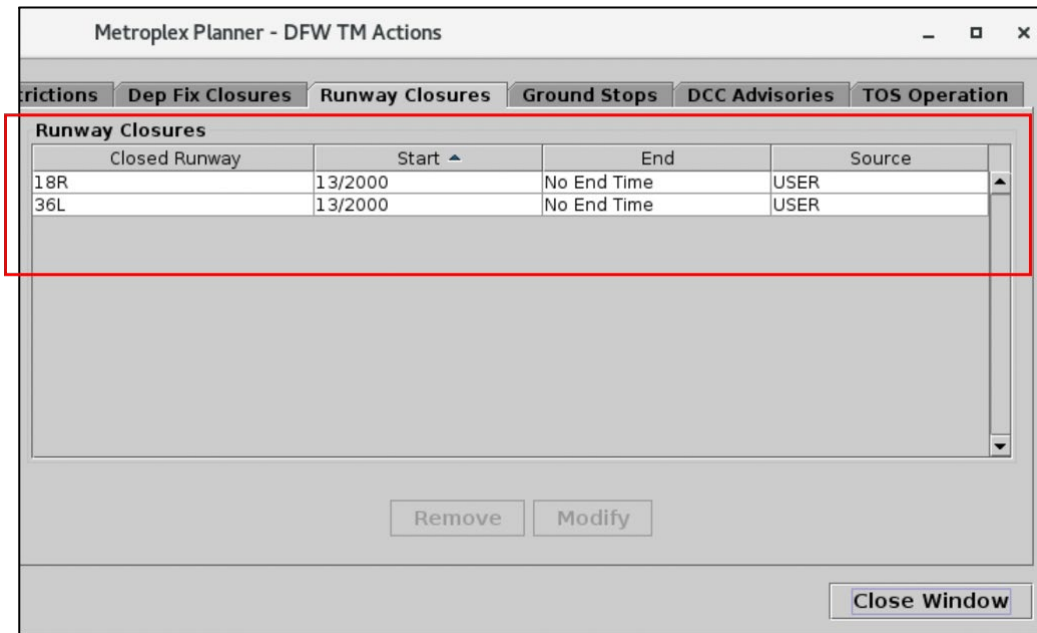 Metroplex Planner - DFW TM Actions
trictions Dep Fix Closures Runway Closures Ground Stops DCC Advisories TOS Operation
Runway Closures
Closed Runway Start End Source
18R 13/2000 No End Time USER
36L 13/2000 No End Time USER
Remove Modify
Close Window